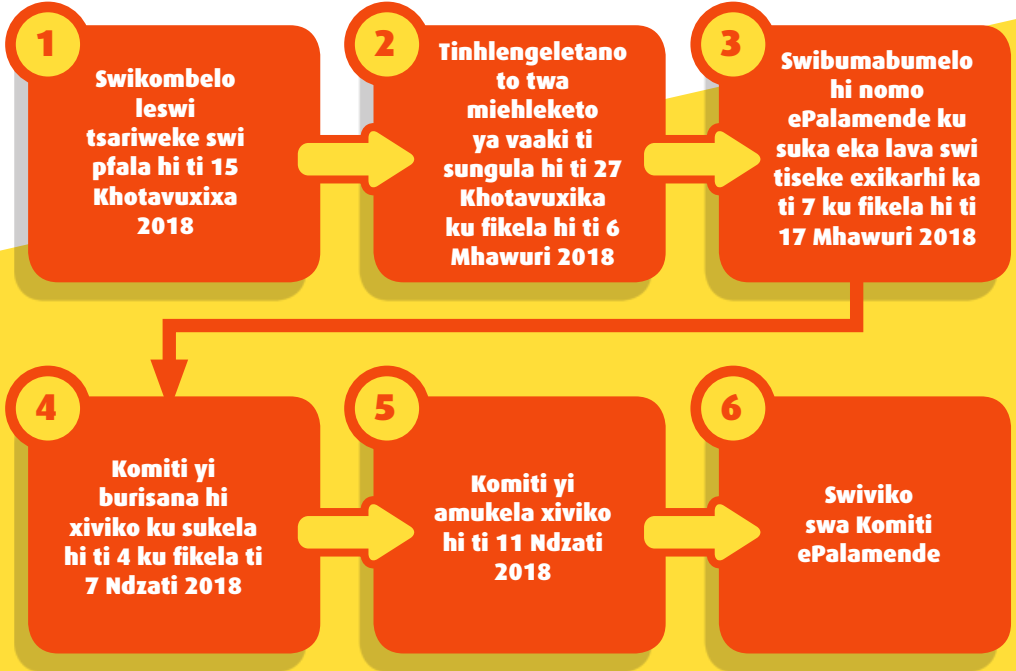 1
Swikombelo
leswi
tsariweke swi
pfala hi ti 15
Khotavuxixa
2018
2
Tinhlengeletano
to twa
miehleketo
ya vaaki ti
sungula hi ti 27
Khotavuxika
ku fikela hi ti 6
Mhawuri 2018
3
Swibumabumelo
hi nomo
ePalamende ku
suka eka lava swi
tiseke exikarhi ka
ti 7 ku fikela hi ti
17 Mhawuri 2018
4
Komiti yi
burisana hi
xiviko ku sukela
hi ti 4 ku fikela ti
7 Ndzati 2018
5
Komiti yi
amukela xiviko
hi ti 11 Ndzati
2018
6
Swiviko
swa Komiti
ePalamende